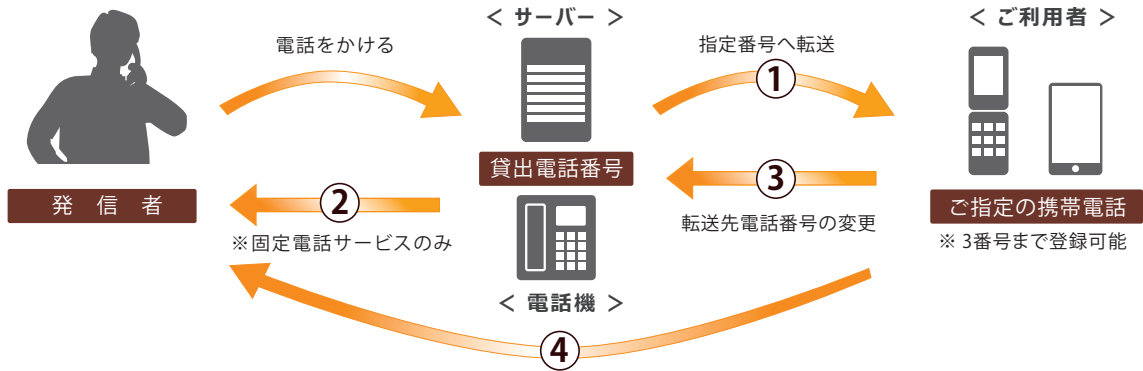 < サーバー >
< ご利用者 >
電話をかける
指定番号へ転送
①
貸出電話番号
③
②
発 信 者
ご指定の携帯電話
※固定電話サービスのみ
転送先電話番号の変更
※ 3番号まで登録可能
< 電話機 >
④